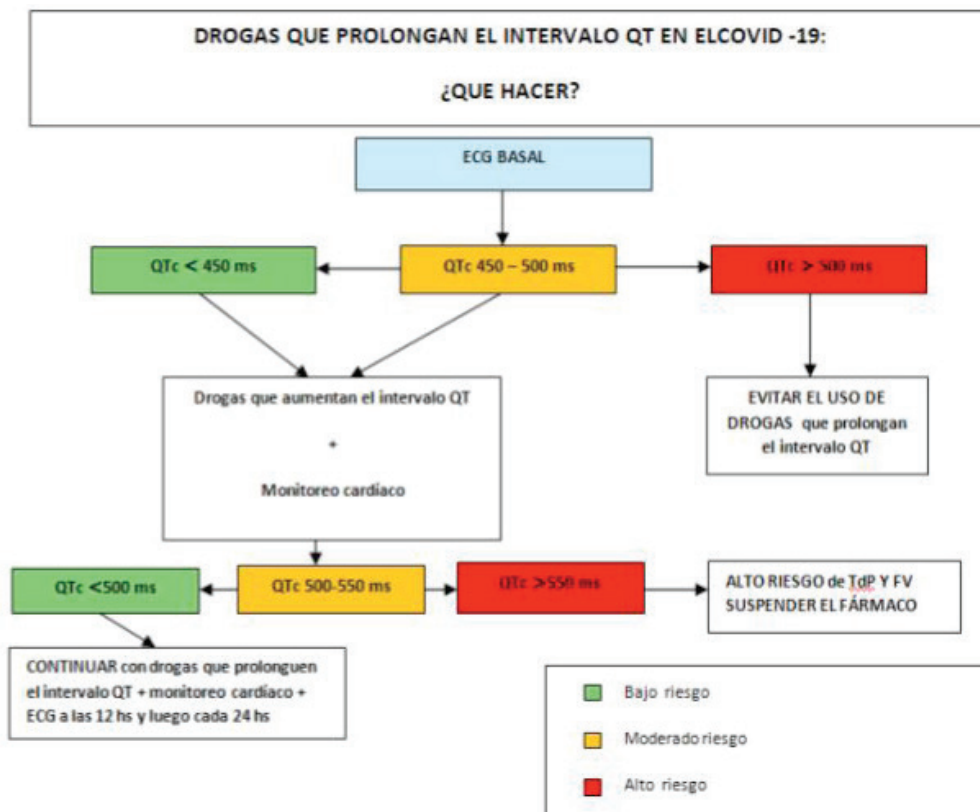 DROGAS QUE PROLONGAN EL INTERVALO QT EN ELCOVID -19:
¿QUE HACER?
ECG BASAL
QTc < 450 ms
QTc 450 – 500 ms
QTc > 500 ms
Drogas que aumentan el intervalo QT
+
Monitoreo cardíaco
EVITAR EL USO DE
DROGAS que prolongan
el intervalo QT
QTc <500 ms
QTc 500-550 ms
QTc >550 ms
ALTO RIESGO de TdP Y FV
SUSPENDER EL FÁRMACO
CONTINUAR con drogas que prolonguen
el intervalo QT + monitoreo cardíaco +
ECG a las 12 hs y luego cada 24 hs
Bajo riesgo
Moderado riesgo
Alto riesgo